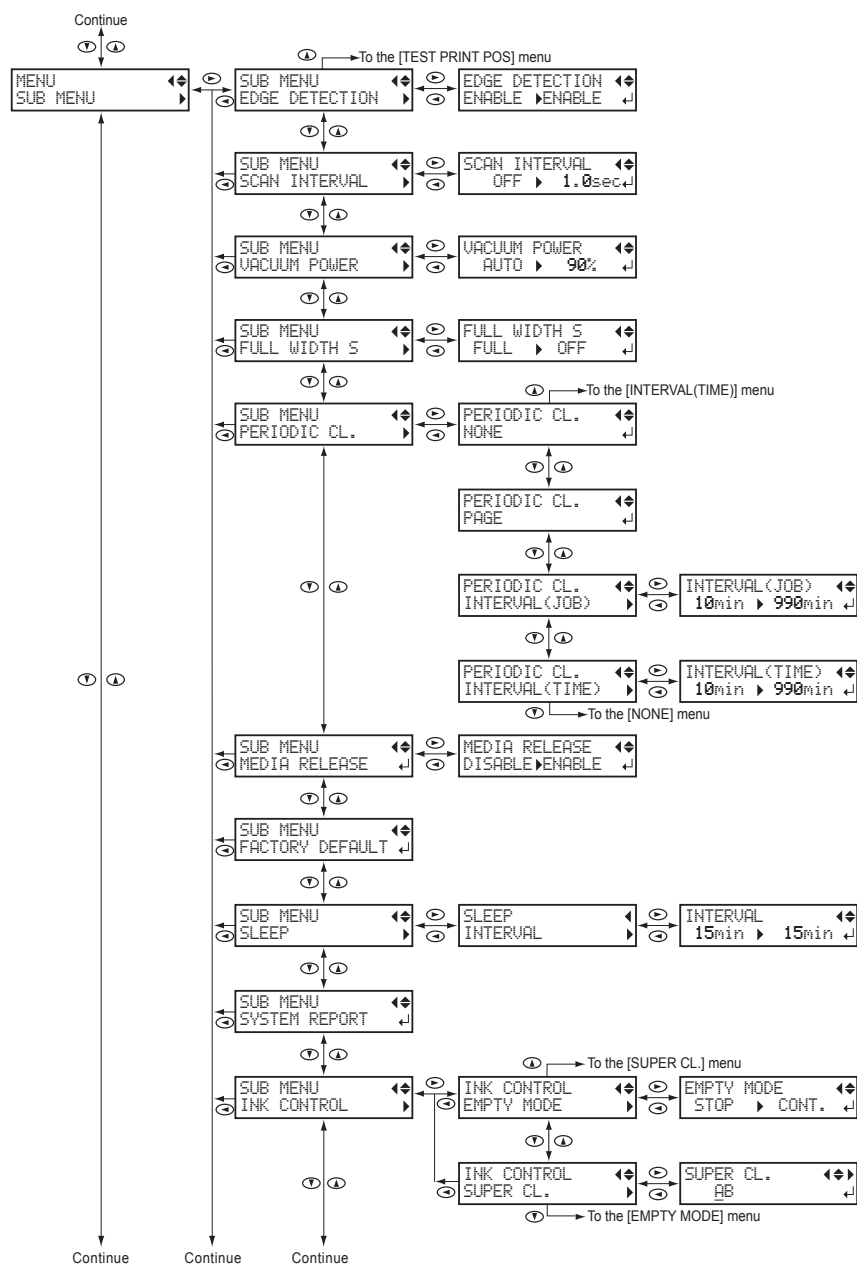 Continue
To the [TEST PRINT POS] menu
MENU
SUB MENU
SUB MENU
EDGE DETECTION
EDGE DETECTION
ENABLE ▶ENABLE
SUB MENU
SCAN INTERVAL
SCAN INTERVAL
OFF ▶ 1.0sec
SUB MENU
VACUUM POWER
VACUUM POWER
AUTO ▶ 90%
SUB MENU
FULL WIDTH S
FULL WIDTH S
FULL ▶ OFF
To the [INTERVAL(TIME)] menu
SUB MENU
PERIODIC CL.
PERIODIC CL.
NONE
PERIODIC CL.
PAGE
PERIODIC CL.
INTERVAL(JOB)
INTERVAL(JOB)
10min ▶ 990min
PERIODIC CL.
INTERVAL(TIME)
INTERVAL(TIME)
10min ▶ 990min
To the [NONE] menu
SUB MENU
MEDIA RELEASE
MEDIA RELEASE
DISABLE▶ENABLE
SUB MENU
FACTORY DEFAULT
SUB MENU
SLEEP
SLEEP
INTERVAL
INTERVAL
15min ▶ 15min
SUB MENU
SYSTEM REPORT
To the [SUPER CL.] menu
SUB MENU
INK CONTROL
INK CONTROL
EMPTY MODE
EMPTY MODE
STOP ▶ CONT.
INK CONTROL
SUPER CL.
SUPER CL.
AB
To the [EMPTY MODE] menu
Continue
Continue
Continue